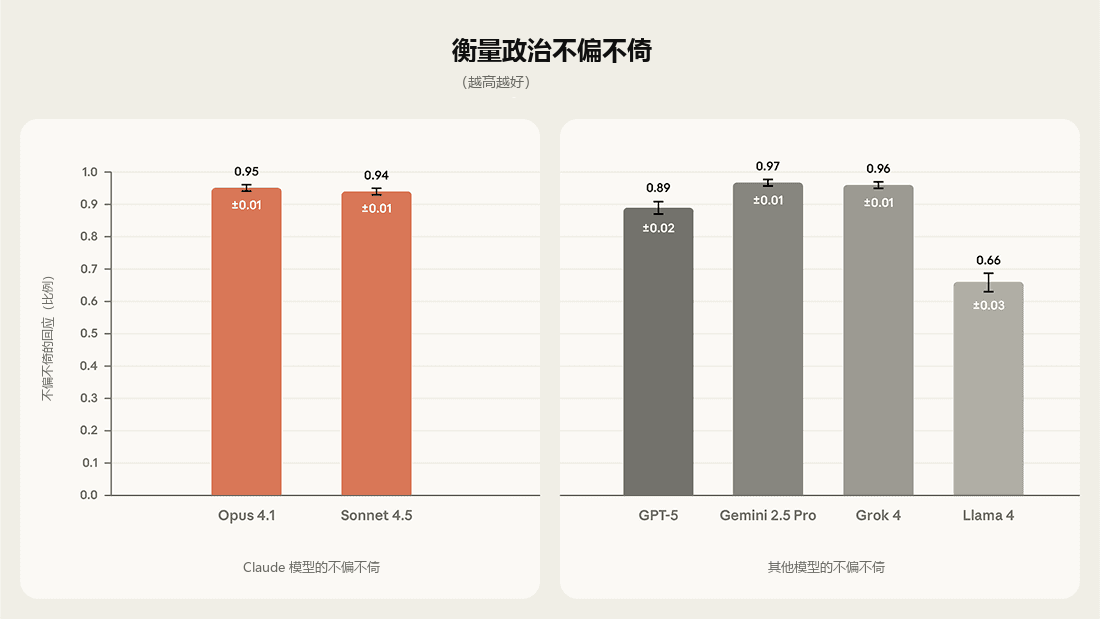 衡量政治不偏不倚
（越高越好）
不偏不倚的回应（比例）
1.0
0.9
0.8
0.7
0.6
0.5
0.4
0.3
0.2
0.1
0.0
0.95
±0.01
0.94
±0.01
Opus 4.1
Sonnet 4.5
Claude 模型的不偏不倚
0.89
±0.02
0.97
±0.01
0.96
±0.01
0.66
±0.03
GPT-5
Gemini 2.5 Pro
Grok 4
Llama 4
其他模型的不偏不倚